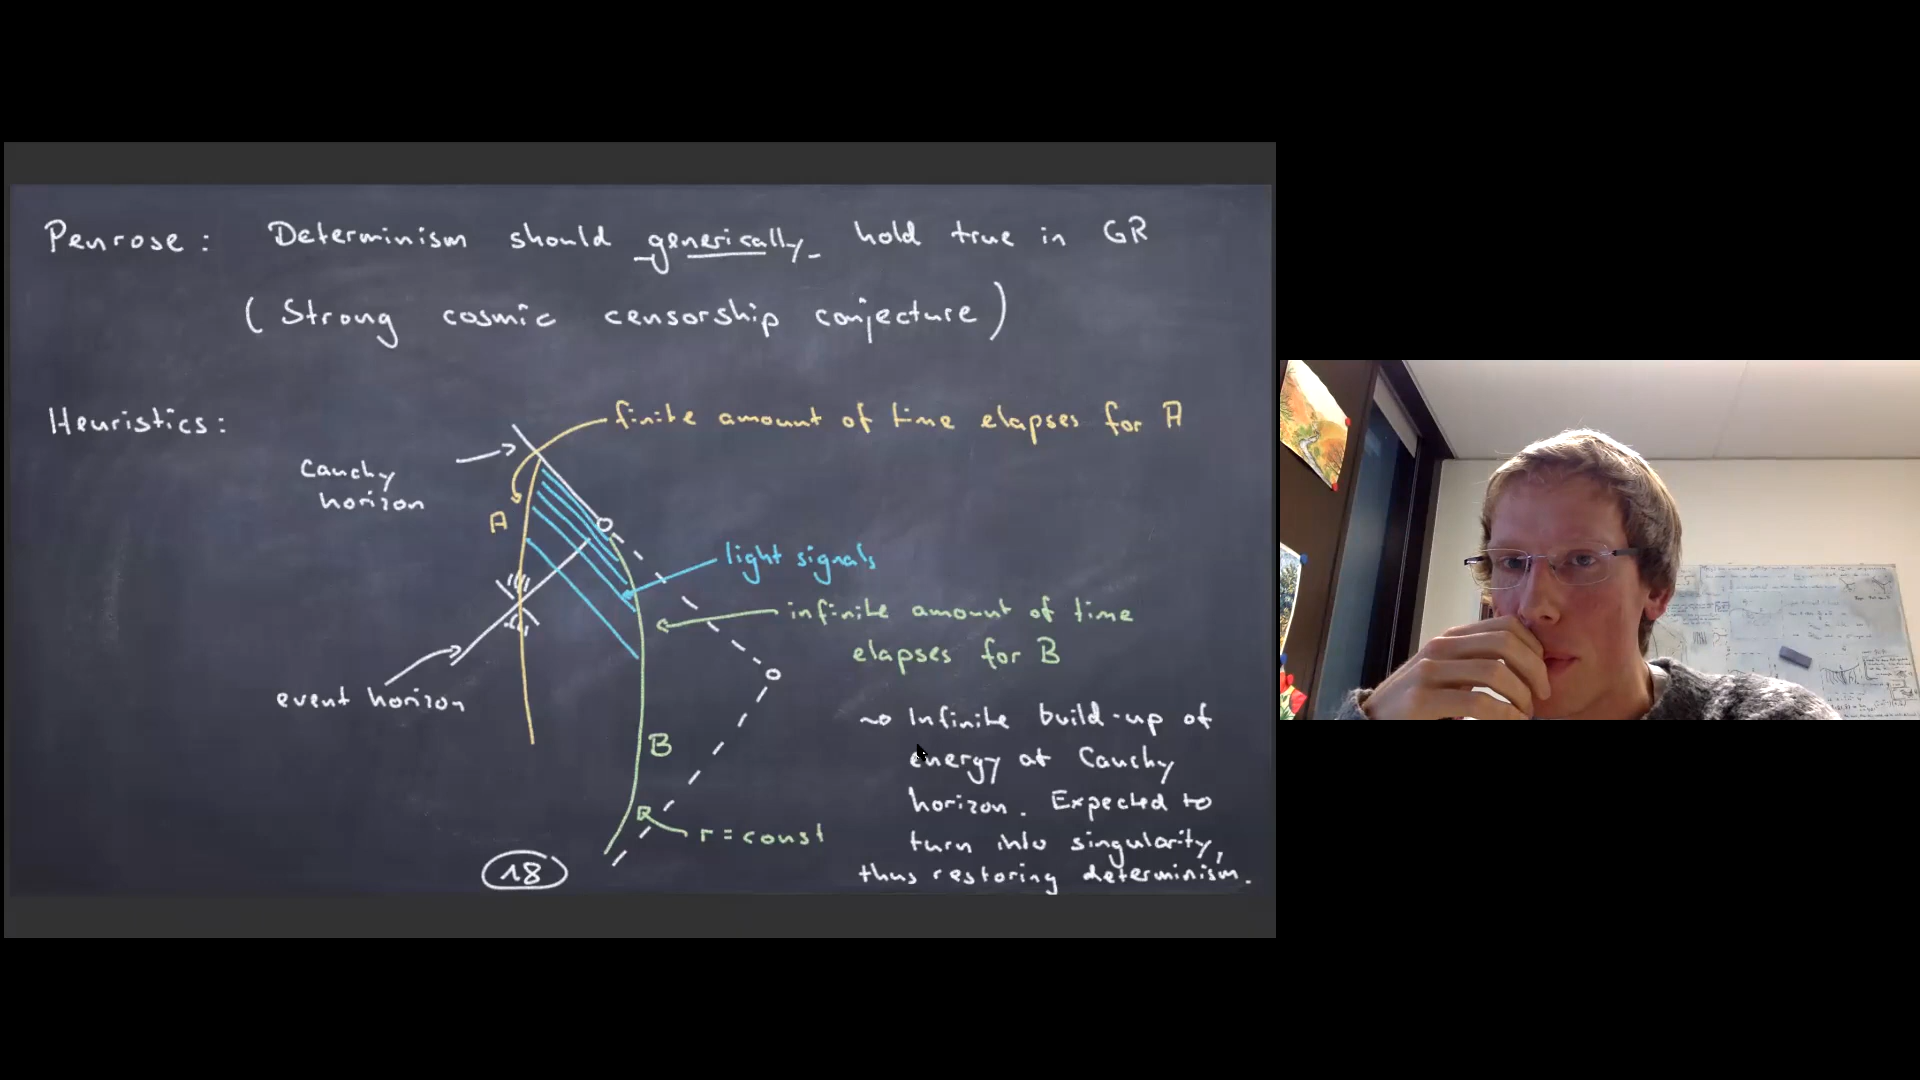 Penrose: Determinism should generically hold true in GR
(Strong cosmic censorship conjecture)
Heuristics:
finite amount of time elapses for A
Cauchy
horizon
A
light signals
infinite amount of time
elapses for B
event horizon
B
r = const
18
~> Infinite build-up of
energy at Cauchy
horizon. Expected to
turn into singularity,
thus restoring determinism.